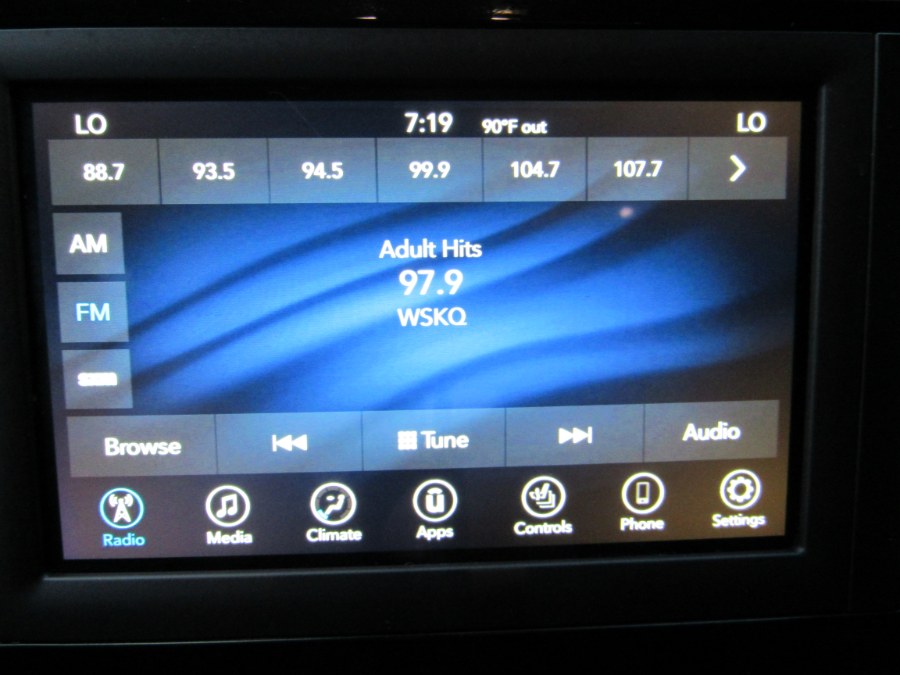 LO 7:19 90°F out LO
88.7 93.5 94.5 99.9 104.7 107.7
AM
Adult Hits
97.9
FM
WSKQ
Browse Tune Audio
Radio Media Climate Apps Controls Phone Settings